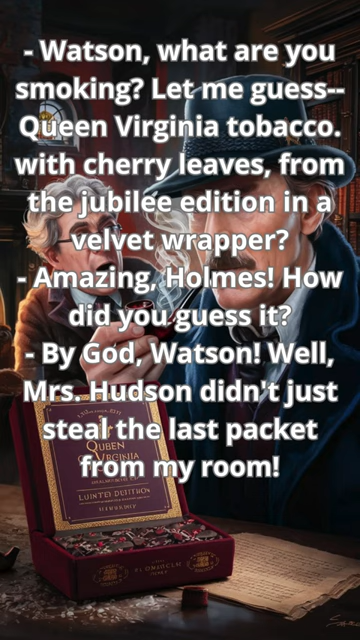 - Watson, what are you
smoking? Let me guess--
Queen Virginia tobacco.
with cherry leaves, from
the jubilee edition in a
velvet wrapper?
- Amazing, Holmes! How
did you guess it?
- By God, Watson! Well,
Mrs. Hudson didn't just
steal the last packet
from my room!